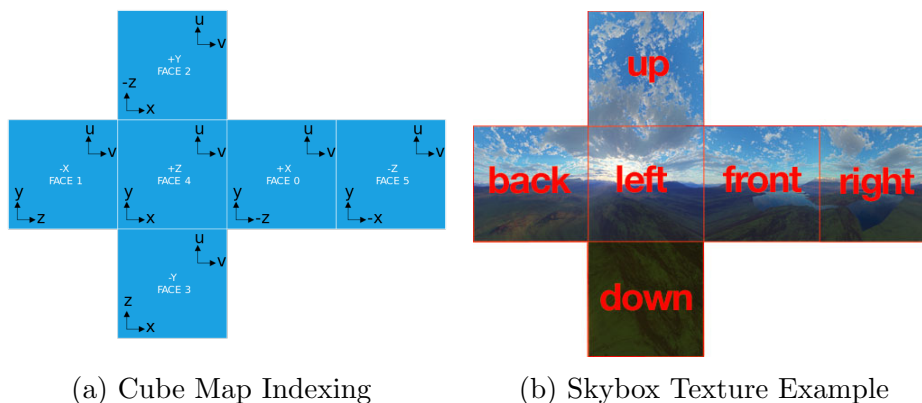 u
v
+Y
FACE 2
-Z
x
u
v
-X
FACE 1
y
z
u
v
+Z
FACE 4
y
x
u
v
+X
FACE 0
y
-z
u
v
-Z
FACE 5
y
-x
u
v
-Y
FACE 3
z
x
up
back left front right
down
(a) Cube Map Indexing
(b) Skybox Texture Example